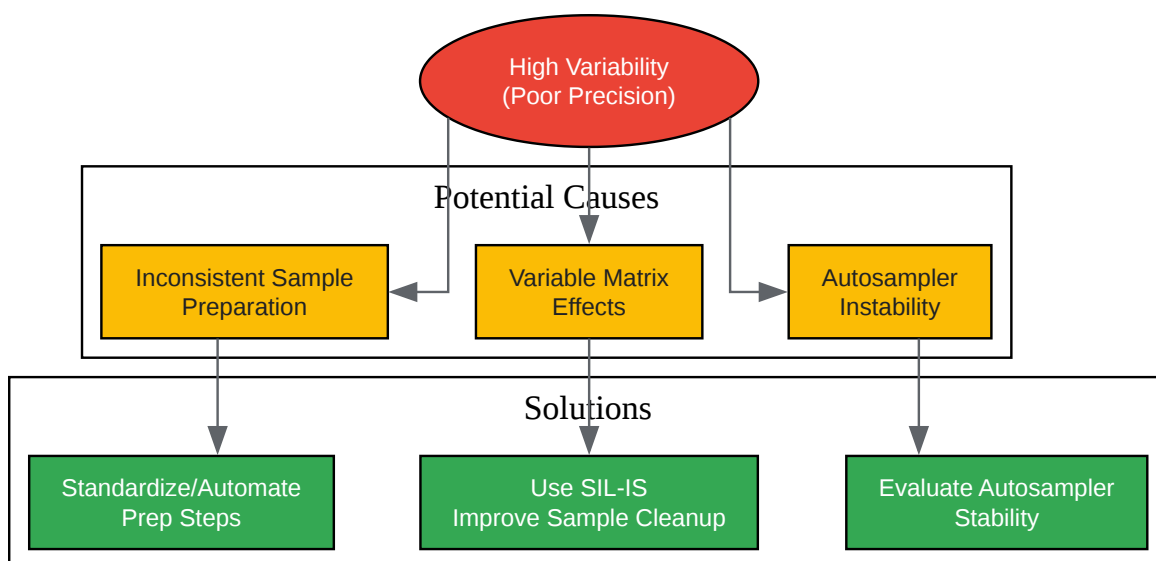 High Variability
(Poor Precision)
Potential Causes
Inconsistent Sample
Preparation
Variable Matrix
Effects
Autosampler
Instability
Solutions
Standardize/Automate
Prep Steps
Use SIL-IS
Improve Sample Cleanup
Evaluate Autosampler
Stability